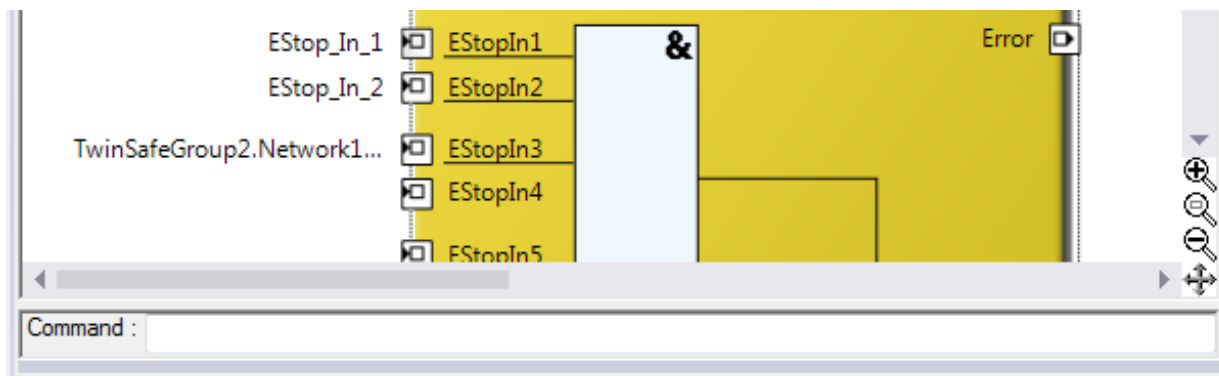 EStop_In_1 EStopIn1 & Error
EStop_In_2 EStopIn2
TwinSafeGroup2.Network1... EStopIn3
EStopIn4
EStopIn5
Command :